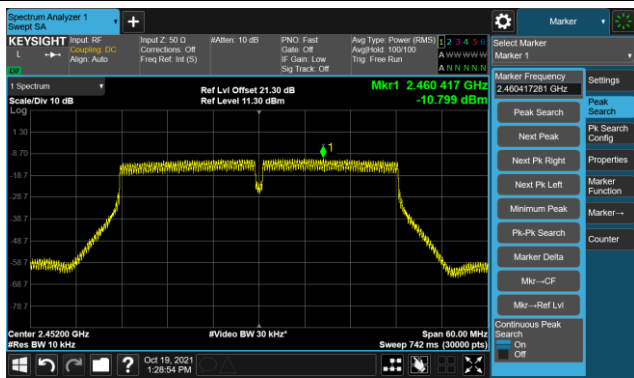 Spectrum Analyzer 1
Swept SA
Marker
KEYSIGHT
L
LXI
Input: RF
Coupling: DC
Align: Auto
Input Z: 50 Ω
Corrections: Off
Freq Ref: Int (S)
#Atten: 10 dB
PNO: Fast
Gate: Off
IF Gain: Low
Sig Track: Off
Avg Type: Power (RMS)
Avg|Hold: 100/100
Trig: Free Run
1 2 3 4 5 6
A W W W W W
A N N N N N
Select Marker
Marker 1
1 Spectrum
Scale/Div 10 dB
Log
Ref Lvl Offset 21.30 dB
Ref Level 11.30 dBm
Mkr1 2.460 417 GHz
-10.799 dBm
1.30
-8.70
-18.7
-28.7
-38.7
-48.7
-58.7
-68.7
-78.7
1
Center 2.45200 GHz
#Res BW 10 kHz
#Video BW 30 kHz*
Span 60.00 MHz
Sweep 742 ms (30000 pts)
Marker Frequency
2.460417281 GHz
Peak Search
Next Peak
Next Pk Right
Next Pk Left
Minimum Peak
Pk-Pk Search
Marker Delta
Mkr→CF
Mkr→Ref Lvl
Continuous Peak
Search
On
Off
Settings
Peak
Search
Pk Search
Config
Properties
Marker
Function
Marker→
Counter
Oct 19, 2021
1:28:54 PM